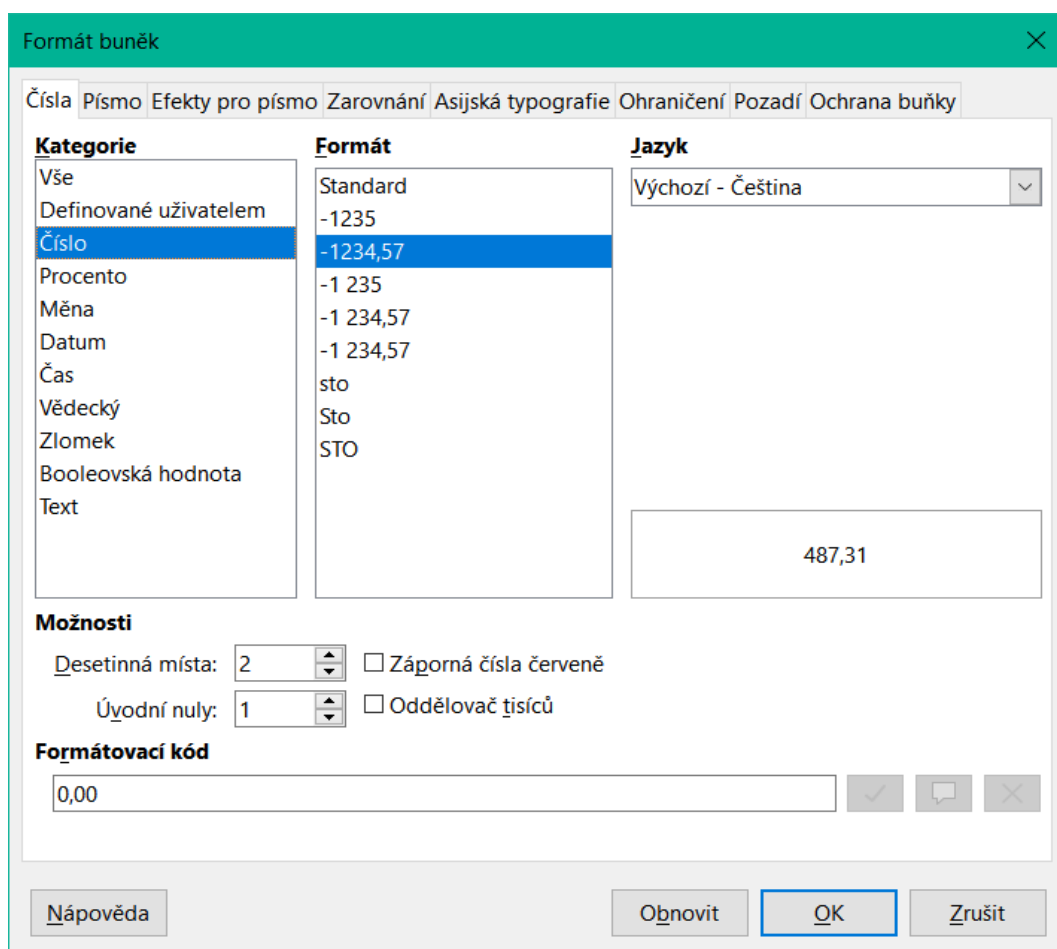 Formát buněk
Čísla Písmo Efekty pro písmo Zarovnání Asijská typografie Ohraničení Pozadí Ochrana buňky
Kategorie
Vše
Definované uživatelem
Číslo
Procento
Měna
Datum
Čas
Vědecký
Zlomek
Booleovská hodnota
Text
Formát
Standard
-1235
-1234,57
-1 235
-1 234,57
-1 234,57
sto
Sto
STO
Jazyk
Výchozí - Čeština
487,31
Možnosti
Desetinná místa: 2
Záporná čísla červeně
Úvodní nuly: 1
Oddělovač tisíců
Formátovací kód
0,00
Nápověda Obnovit OK Zrušit